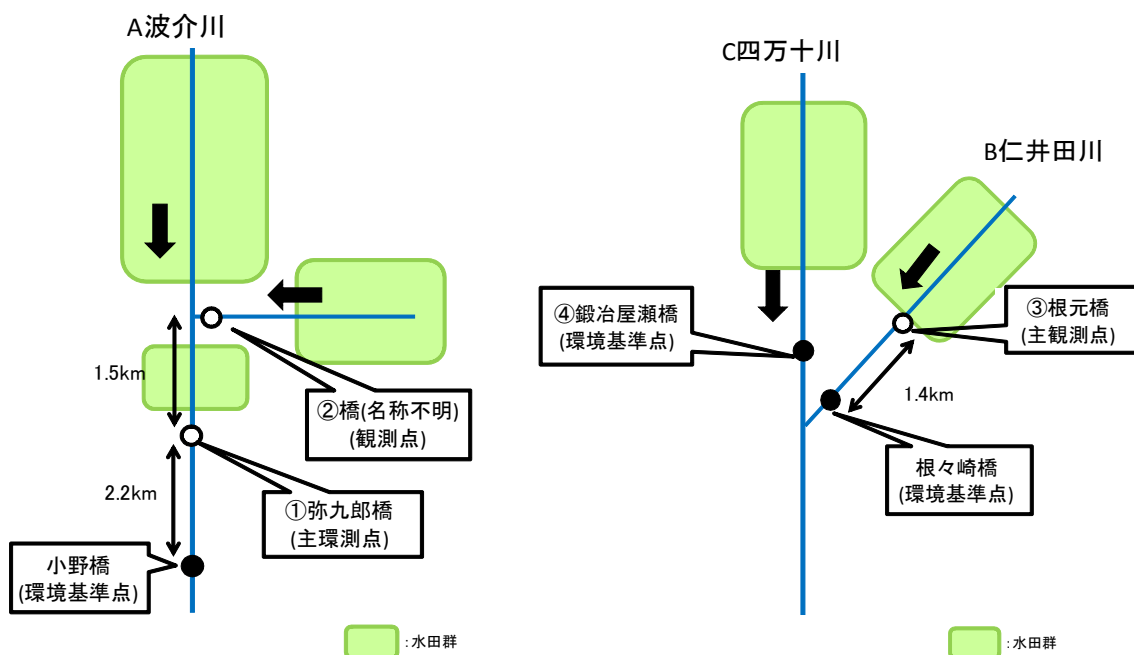 A波介川
1.5km
②橋(名称不明)
(観測点)
2.2km
①弥九郎橋
(主環測点)
小野橋
(環境基準点)
:水田群
C四万十川
B仁井田川
④鍛冶屋瀬橋
(環境基準点)
③根元橋
(主観測点)
1.4km
根々崎橋
(環境基準点)
:水田群